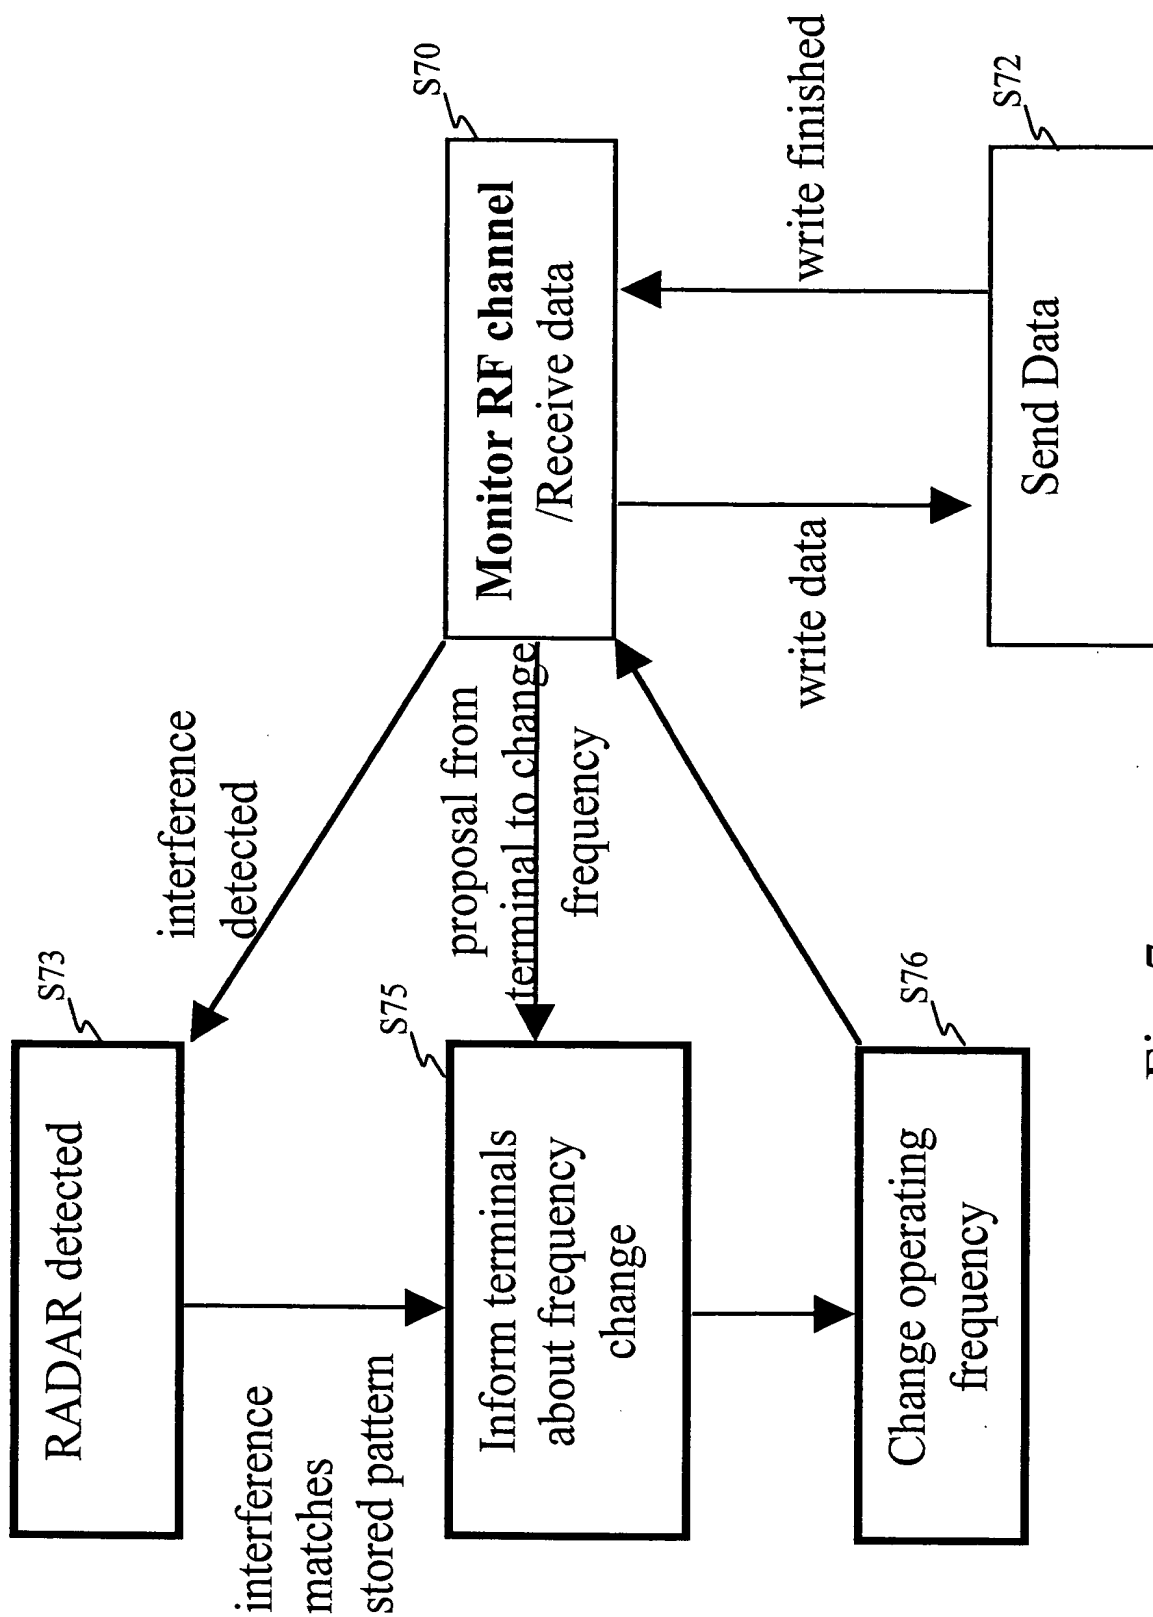 S73
RADAR detected
interference
detected
interference
matches
stored pattern
S70
Monitor RF channel
/Receive data
proposal from
terminal to change
frequency
S75
Inform terminals
about frequency
change
write data
write finished
S76
Change operating
frequency
S72
Send Data